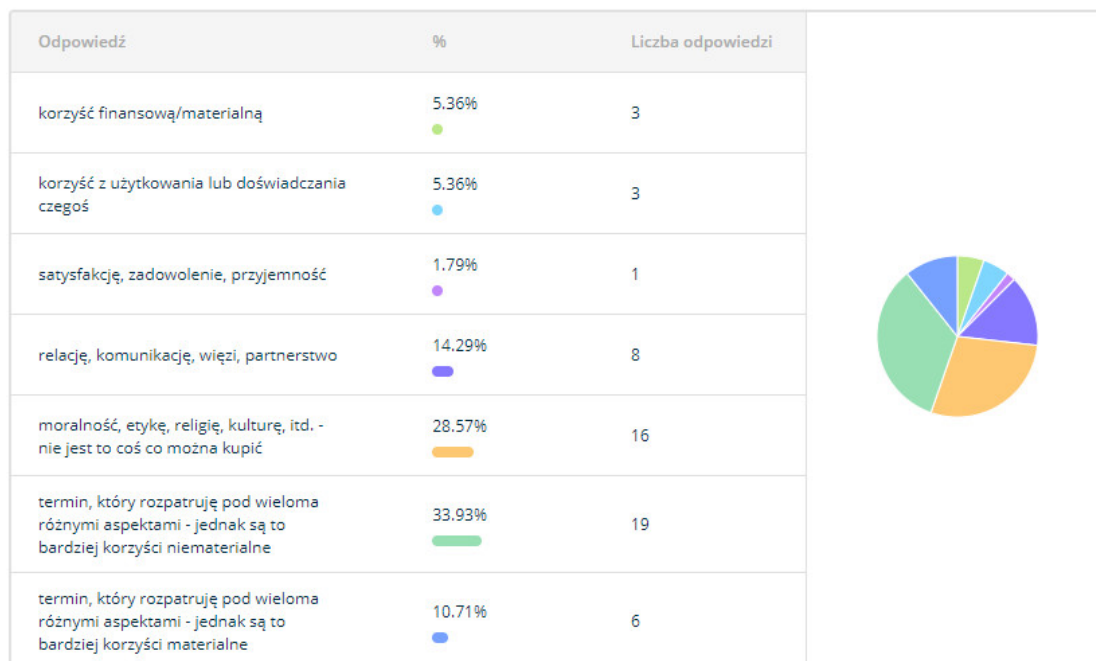 Odpowiedź % Liczba odpowiedzi
korzyść finansową/materialną 5.36% 3
korzyść z użytkowania lub doświadczania
czegoś 5.36% 3
satysfakcję, zadowolenie, przyjemność 1.79% 1
relację, komunikację, więzi, partnerstwo 14.29% 8
moralność, etykę, religię, kulturę, itd. -
nie jest to coś co można kupić 28.57% 16
termin, który rozpatruję pod wieloma
różnymi aspektami - jednak są to
bardziej korzyści niematerialne 33.93% 19
termin, który rozpatruję pod wieloma
różnymi aspektami - jednak są to
bardziej korzyści materialne 10.71% 6